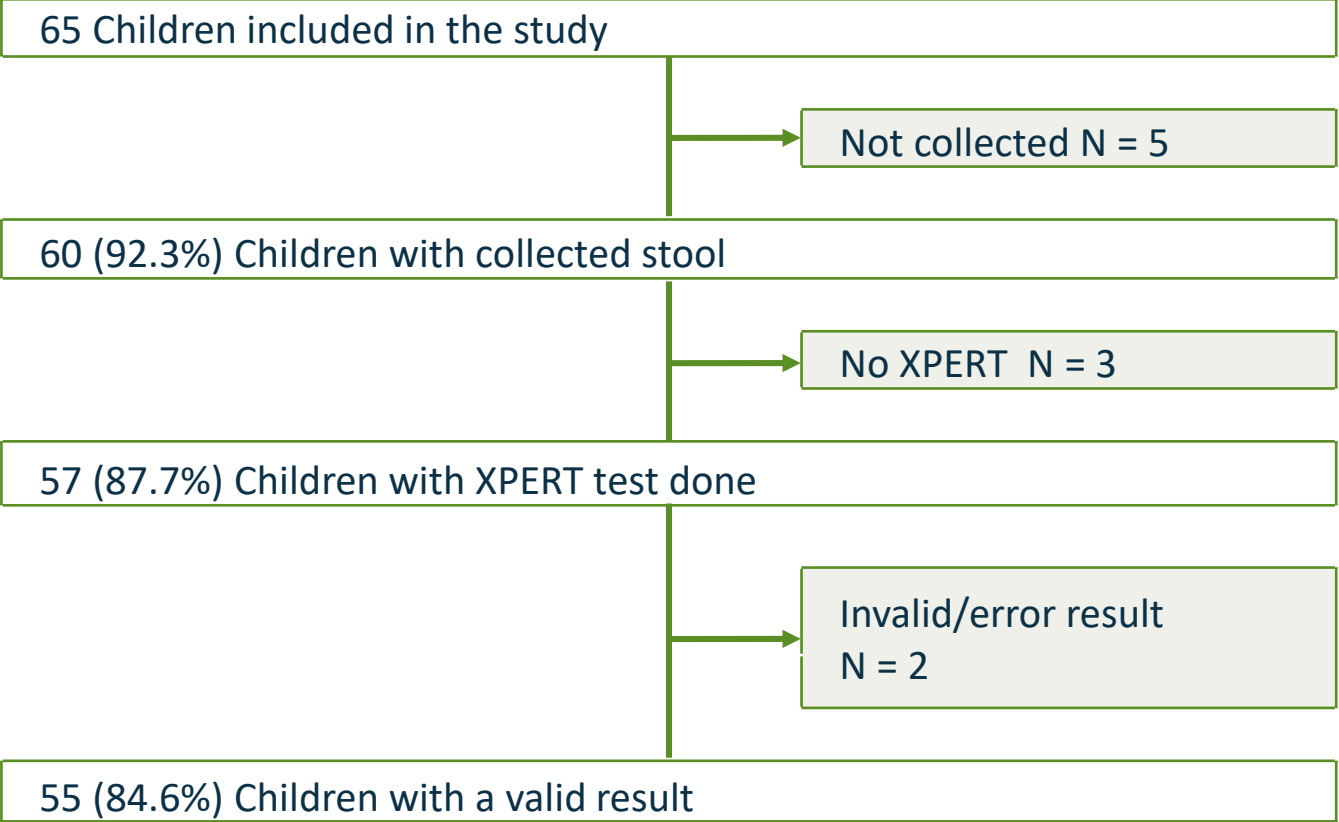 65 Children included in the study
Not collected N = 5
60 (92.3%) Children with collected stool
No XPERT  N = 3
57 (87.7%) Children with XPERT test done
Invalid/error result
N = 2
55 (84.6%) Children with a valid result